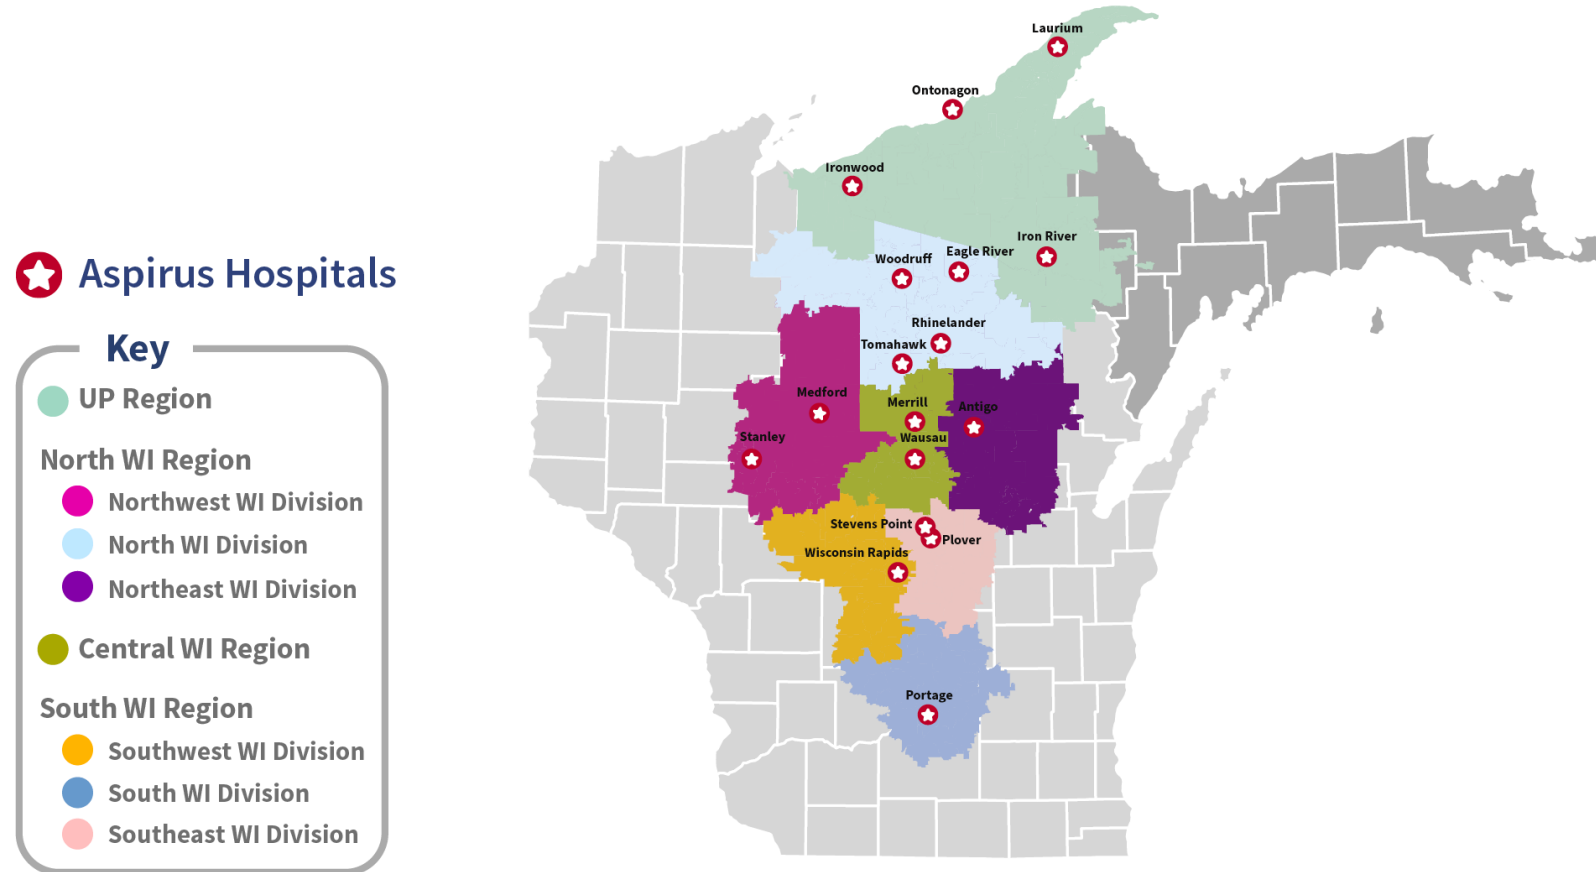 Aspirus Hospitals
Key
UP Region
North WI Region
Northwest WI Division
North WI Division
Northeast WI Division
Central WI Region
South WI Region
Southwest WI Division
South WI Division
Southeast WI Division
Laurium
Ontonagon
Ironwood
Iron River
Eagle River
Woodruff
Rhinelander
Tomahawk
Medford
Merrill
Antigo
Stanley
Wausau
Stevens Point
Plover
Wisconsin Rapids
Portage